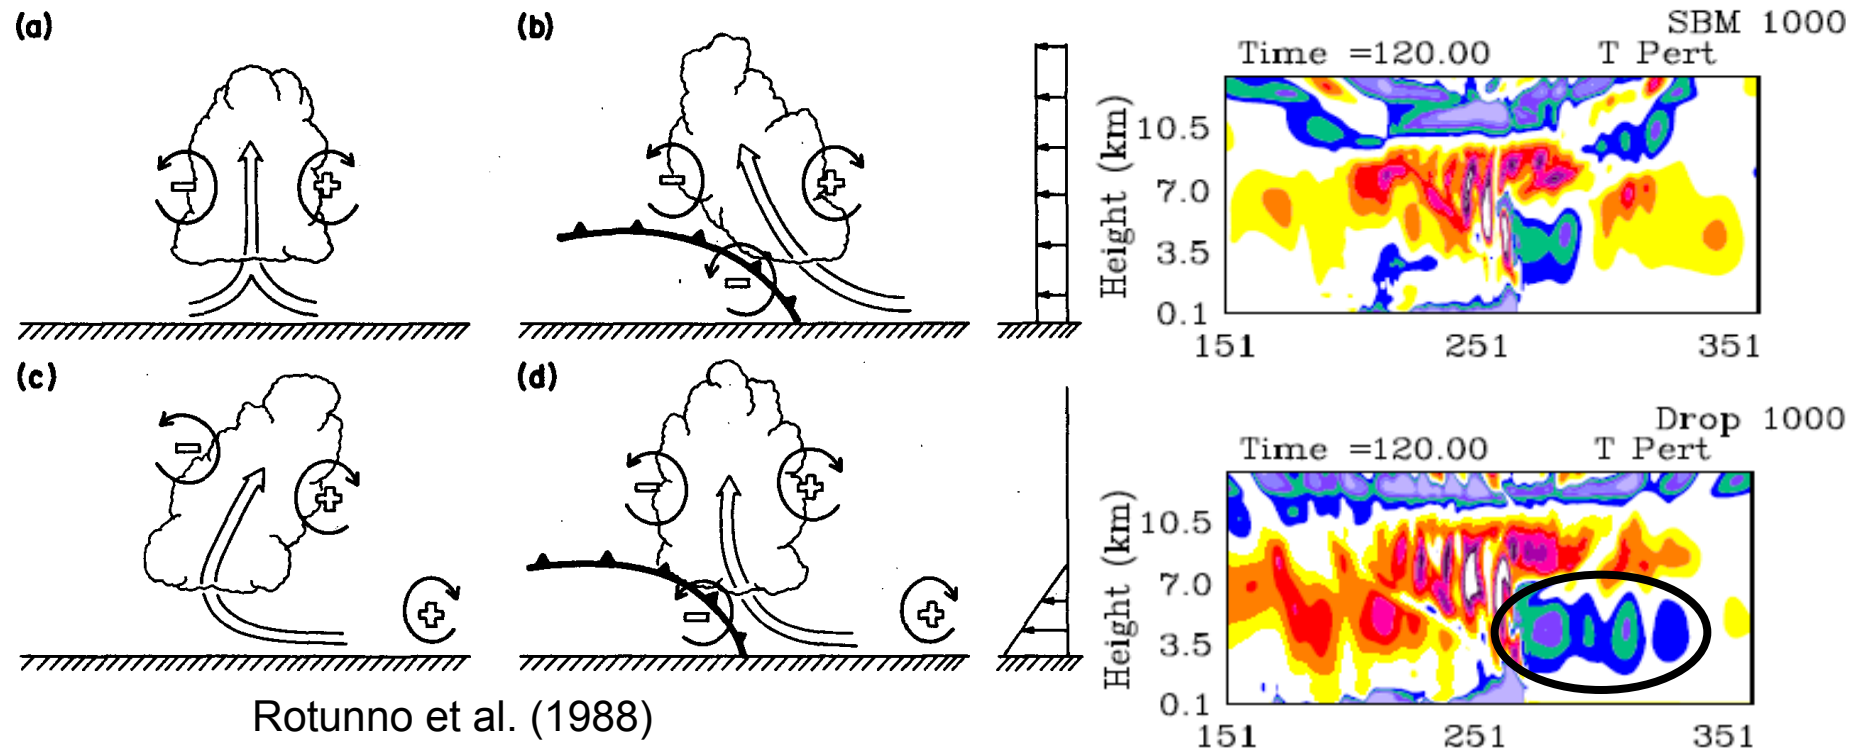 (a)
(b)
(c)
(d)
Rotunno et al. (1988)
SBM 1000
Time =120.00 T Pert
Height (km)
10.5
7.0
3.5
0.1
151 251 351
Drop 1000
Time =120.00 T Pert
Height (km)
10.5
7.0
3.5
0.1
151 251 351